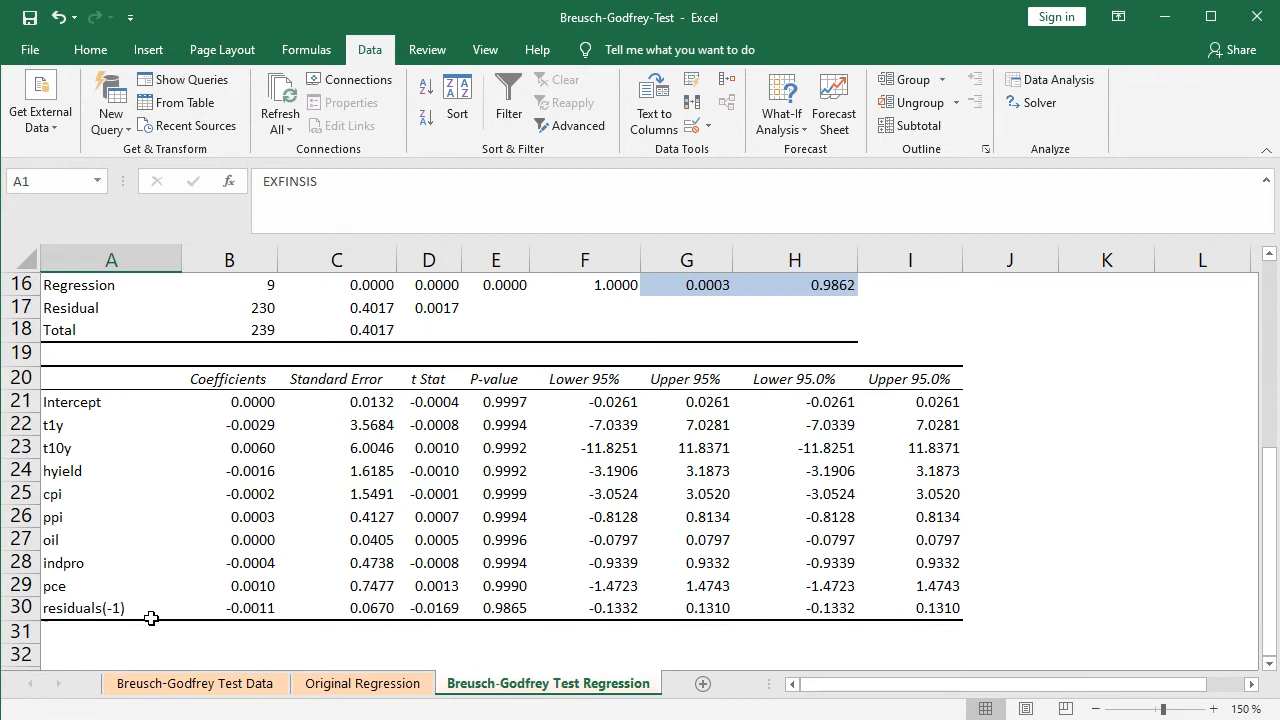 Breusch-Godfrey-Test - Excel
Sign in
File Home Insert Page Layout Formulas Data Review View Help Tell me what you want to do Share
Get External Data
New Query
Show Queries
From Table
Recent Sources
Get & Transform
Refresh All
Connections
Properties
Edit Links
Connections
Sort
Filter
Clear
Reapply
Advanced
Sort & Filter
Text to Columns
Data Tools
What-If Analysis
Forecast Sheet
Forecast
Group
Ungroup
Subtotal
Outline
Data Analysis
Solver
Analyze
A1 fx EXFINSIS
A B C D E F G H I J K L
16 Regression 9 0.0000 0.0000 0.0000 1.0000 0.0003 0.9862
17 Residual 230 0.4017 0.0017
18 Total 239 0.4017
19
20 Coefficients Standard Error t Stat P-value Lower 95% Upper 95% Lower 95.0% Upper 95.0%
21 Intercept 0.0000 0.0132 -0.0004 0.9997 -0.0261 0.0261 -0.0261 0.0261
22 t1y -0.0029 3.5684 -0.0008 0.9994 -7.0339 7.0281 -7.0339 7.0281
23 t10y 0.0060 6.0046 0.0010 0.9992 -11.8251 11.8371 -11.8251 11.8371
24 hyield -0.0016 1.6185 -0.0010 0.9992 -3.1906 3.1873 -3.1906 3.1873
25 cpi -0.0002 1.5491 -0.0001 0.9999 -3.0524 3.0520 -3.0524 3.0520
26 ppi 0.0003 0.4127 0.0007 0.9994 -0.8128 0.8134 -0.8128 0.8134
27 oil 0.0000 0.0405 0.0005 0.9996 -0.0797 0.0797 -0.0797 0.0797
28 indpro -0.0004 0.4738 -0.0008 0.9994 -0.9339 0.9332 -0.9339 0.9332
29 pce 0.0010 0.7477 0.0013 0.9990 -1.4723 1.4743 -1.4723 1.4743
30 residuals(-1) -0.0011 0.0670 -0.0169 0.9865 -0.1332 0.1310 -0.1332 0.1310
31
32
Breusch-Godfrey Test Data Original Regression Breusch-Godfrey Test Regression
150 %